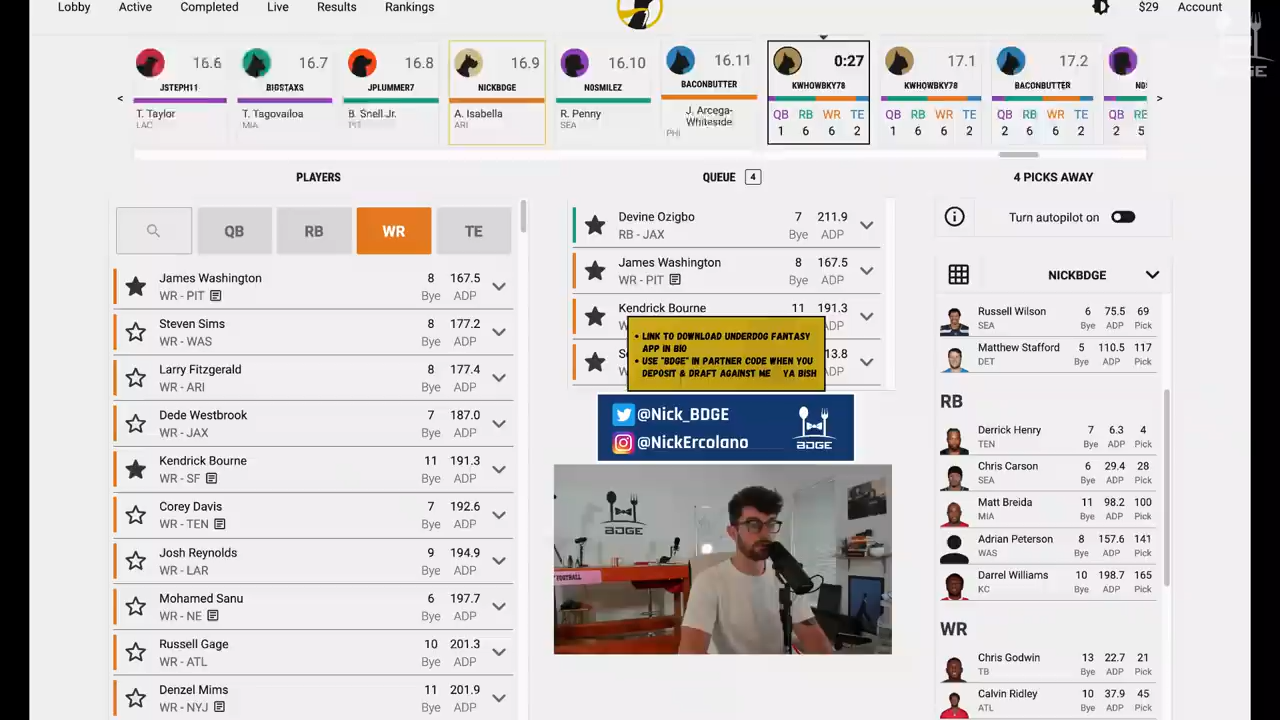 Lobby Active Completed Live Results Rankings $29 Account
16.6 16.7 16.8 16.9 16.10 16.11 0:27 17.1 17.2
JSTEPH11 BIGSTAXS JPLUMMER7 NICKBDGE N0SMILEZ BACONBUTTER KWHOWBKY78 KWHOWBKY78 BACONBUTTER
T. Taylor T. Tagovailoa B. Snell Jr. A. Isabella R. Penny J. Arcega-Whiteside QB RB WR TE QB RB WR TE QB RB WR TE QB RB
LAC MIA PIT ARI SEA PHI 1 6 6 2 1 6 6 2 2 6 6 2 2 5
< >
PLAYERS
QB RB WR TE
James Washington 8 167.5
WR - PIT Bye ADP
Steven Sims 8 177.2
WR - WAS Bye ADP
Larry Fitzgerald 8 177.4
WR - ARI Bye ADP
Dede Westbrook 7 187.0
WR - JAX Bye ADP
Kendrick Bourne 11 191.3
WR - SF Bye ADP
Corey Davis 7 192.6
WR - TEN Bye ADP
Josh Reynolds 9 194.9
WR - LAR Bye ADP
Mohamed Sanu 6 197.7
WR - NE Bye ADP
Russell Gage 10 201.3
WR - ATL Bye ADP
Denzel Mims 11 201.9
WR - NYJ Bye ADP
QUEUE 4
Devine Ozigbo 7 211.9
RB - JAX Bye ADP
James Washington 8 167.5
WR - PIT Bye ADP
Kendrick Bourne 11 191.3
ADP
13.8
ADP
• LINK TO DOWNLOAD UNDERDOG FANTASY
APP IN BIO
• USE "BDGE" IN PARTNER CODE WHEN YOU
DEPOSIT & DRAFT AGAINST ME YA BISH
@Nick_BDGE
@NickErcolano
BDGE
BDGE
FOOTBALL
4 PICKS AWAY
Turn autopilot on
NICKBDGE
Russell Wilson 6 75.5 69
SEA Bye ADP Pick
Matthew Stafford 5 110.5 117
DET Bye ADP Pick
RB
Derrick Henry 7 6.3 4
TEN Bye ADP Pick
Chris Carson 6 29.4 28
SEA Bye ADP Pick
Matt Breida 11 98.2 100
MIA Bye ADP Pick
Adrian Peterson 8 157.6 141
WAS Bye ADP Pick
Darrel Williams 10 198.7 165
KC Bye ADP Pick
WR
Chris Godwin 13 22.7 21
TB Bye ADP Pick
Calvin Ridley 10 37.9 45
ATL Bye ADP Pick